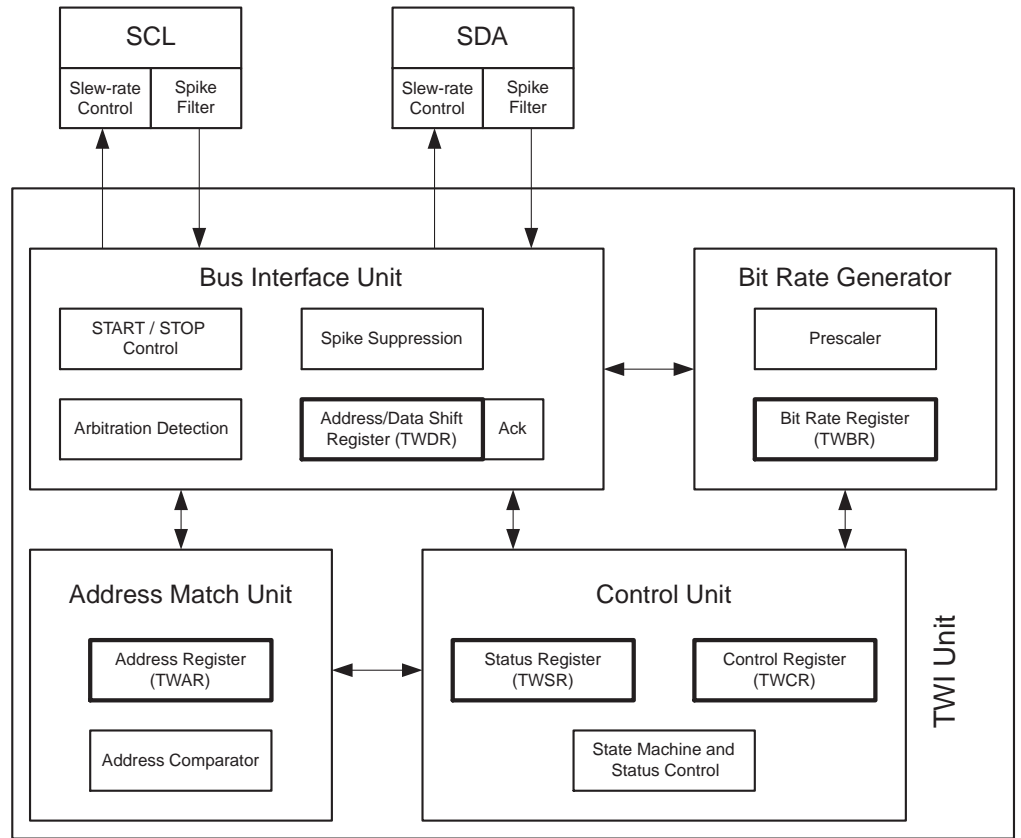 SCL
Slew-rate
Control
Spike
Filter
SDA
Slew-rate
Control
Spike
Filter
Bus Interface Unit
START / STOP
Control
Spike Suppression
Arbitration Detection
Address/Data Shift
Register (TWDR)
Ack
Bit Rate Generator
Prescaler
Bit Rate Register
(TWBR)
Address Match Unit
Address Register
(TWAR)
Address Comparator
Control Unit
Status Register
(TWSR)
Control Register
(TWCR)
State Machine and
Status Control
TWI Unit